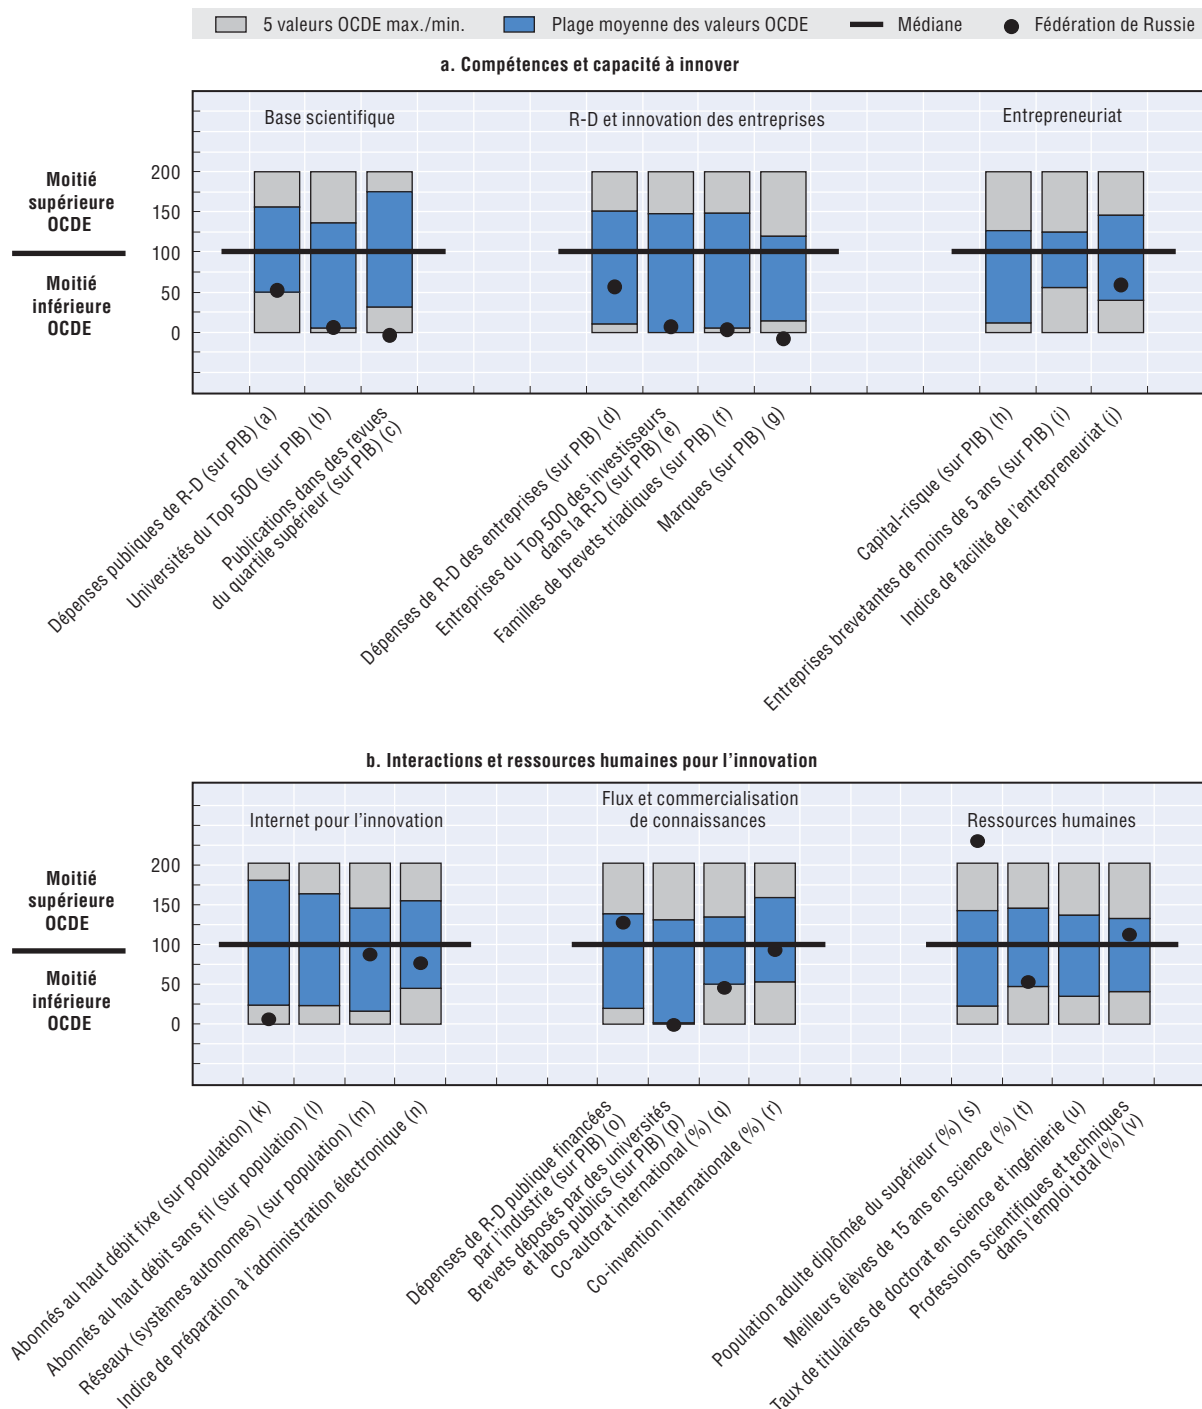 5 valeurs OCDE max./min.
Plage moyenne des valeurs OCDE
Médiane
Fédération de Russie
a. Compétences et capacité à innover
Base scientifique
R-D et innovation des entreprises
Entrepreneuriat
Moitié
supérieure
OCDE
Moitié
inférieure
OCDE
200
150
100
50
0
Dépenses publiques de R-D (sur PIB) (a)
Universités du Top 500 (sur PIB) (b)
Publications dans des revues
du quartile supérieur (sur PIB) (c)
Dépenses de R-D des entreprises (sur PIB) (d)
Entreprises du Top 500 des investisseurs
dans la R-D (sur PIB) (e)
Familles de brevets triadiques (sur PIB) (f)
Marques (sur PIB) (g)
Capital-risque (sur PIB) (h)
Entreprises brevetantes de moins de 5 ans (sur PIB) (i)
Indice de facilité de l'entrepreneuriat (j)
b. Interactions et ressources humaines pour l'innovation
Internet pour l'innovation
Flux et commercialisation
de connaissances
Ressources humaines
Moitié
supérieure
OCDE
Moitié
inférieure
OCDE
200
150
100
50
0
Abonnés au haut débit fixe (sur population) (k)
Abonnés au haut débit sans fil (sur population) (l)
Réseaux (systèmes autonomes) (sur population) (m)
Indice de préparation à l'administration électronique (n)
Dépenses de R-D publique financées
par l'industrie (sur PIB) (o)
Brevets déposés par des universités
et labos publics (sur PIB) (p)
Co-autorat international (%) (q)
Co-invention internationale (%) (r)
Population adulte diplômée du supérieur (%) (s)
Meilleurs élèves de 15 ans en science (%) (t)
Taux de titulaires de doctorat en science et ingénierie (u)
Professions scientifiques et techniques
dans l'emploi total (%) (v)